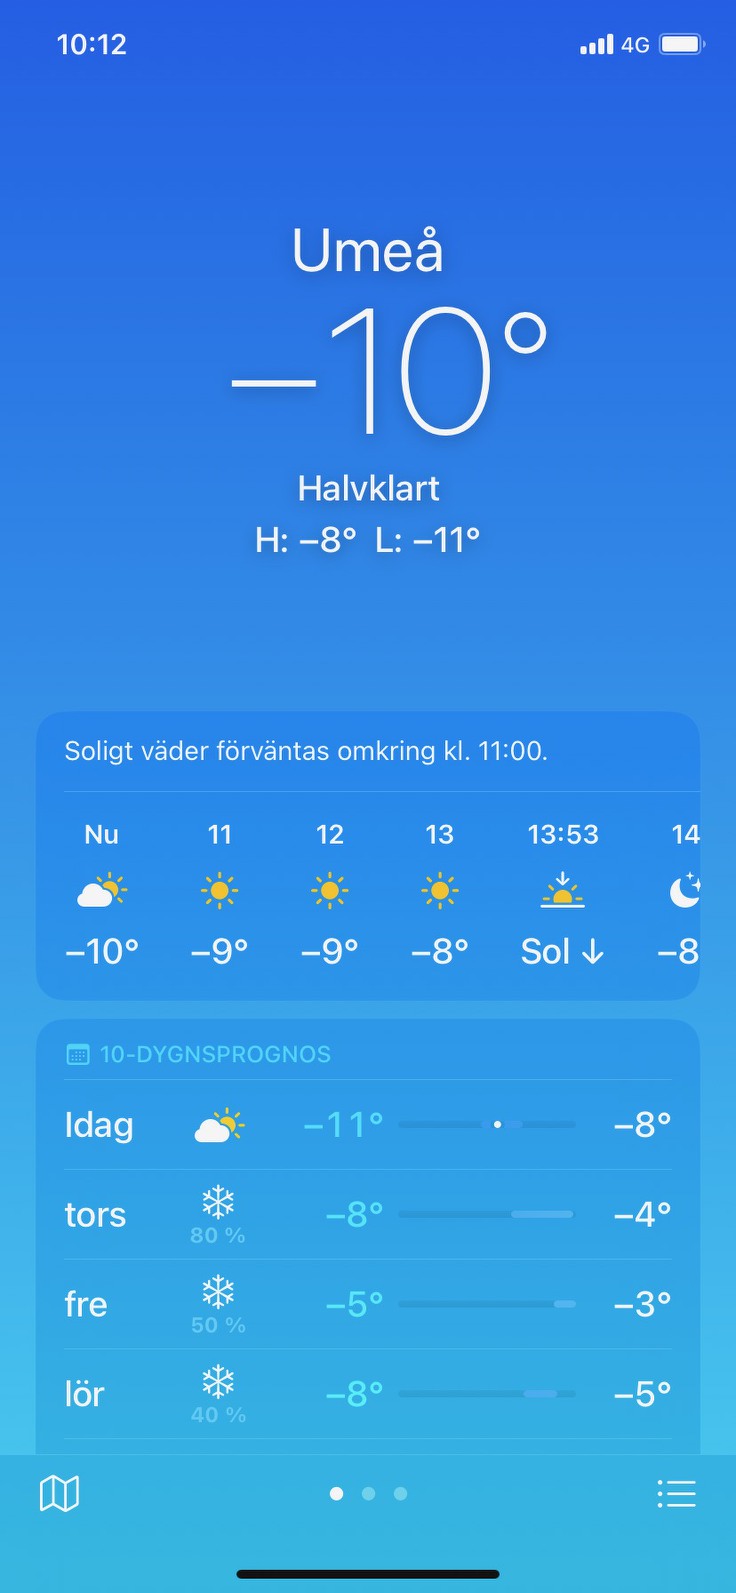 10:12 4G
Umeå
–10°
Halvklart
H: –8° L: –11°
Soligt väder förväntas omkring kl. 11:00.
Nu 11 12 13 13:53 14
–10° –9° –9° –8° Sol ↓ –8
10-DYGNSPROGNOS
Idag –11° –8°
tors –8° –4°
80 %
fre –5° –3°
50 %
lör –8° –5°
40 %